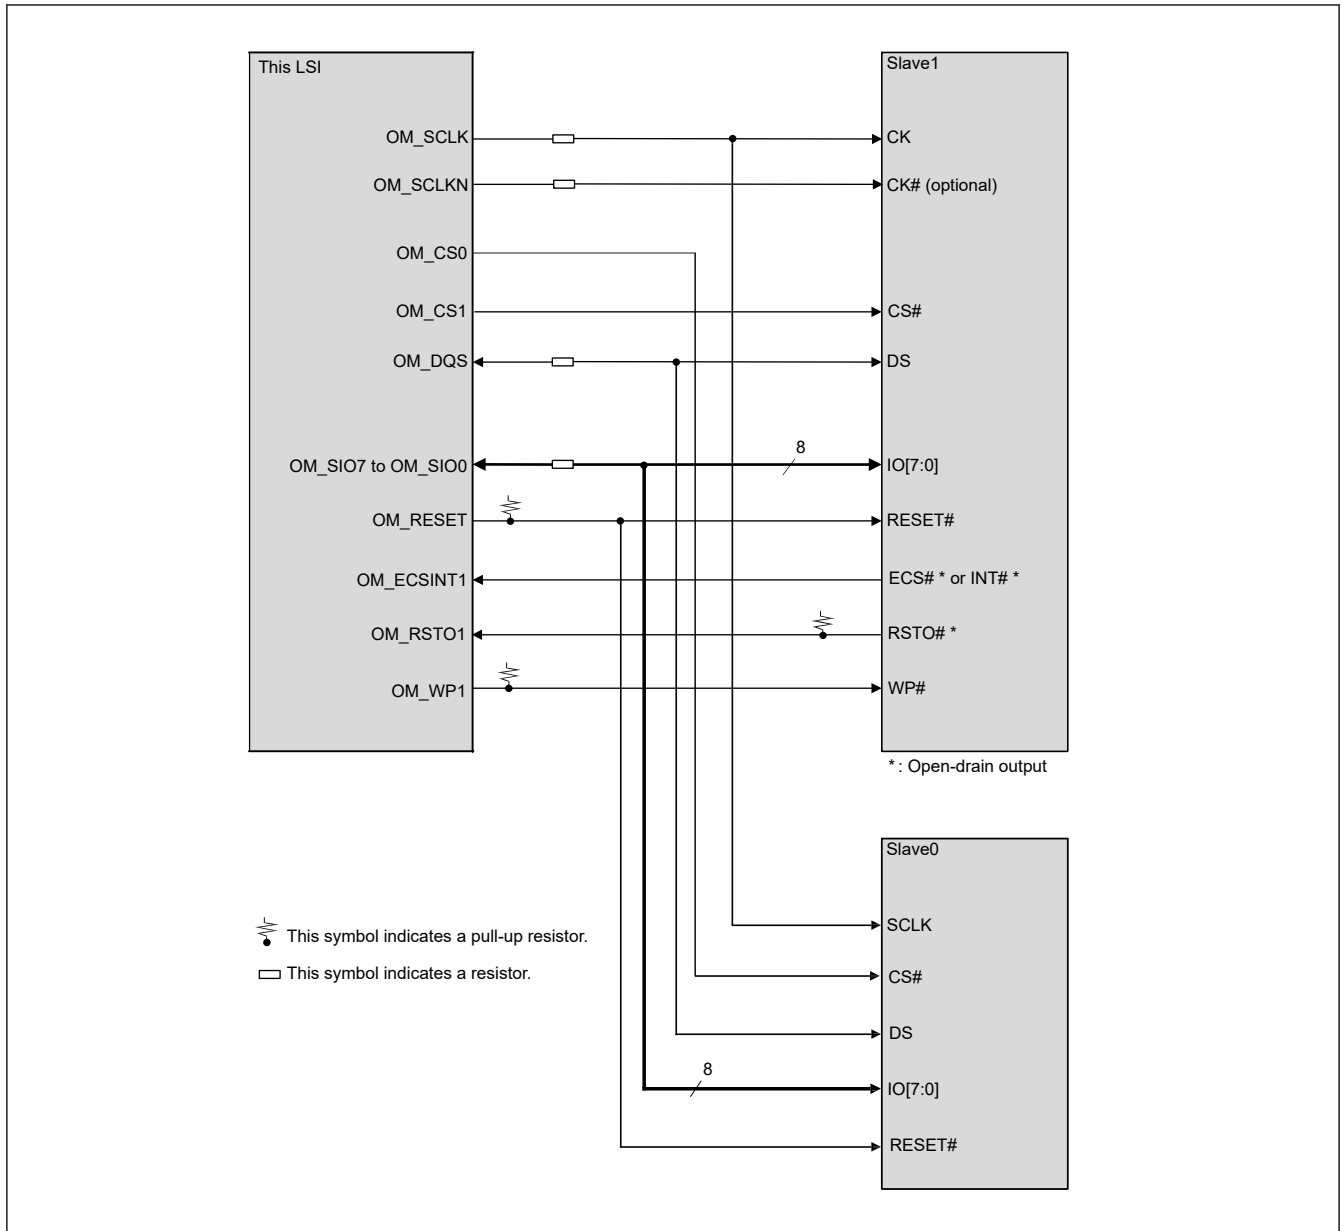 This LSI
OM_SCLK
OM_SCLKN
OM_CS0
OM_CS1
OM_DQS
OM_SIO7 to OM_SIO0
OM_RESET
OM_ECSINT1
OM_RSTO1
OM_WP1
8
Slave1
CK
CK# (optional)
CS#
DS
IO[7:0]
RESET#
ECS# * or INT# *
RSTO# *
WP#
* : Open-drain output
Slave0
SCLK
CS#
DS
8
IO[7:0]
RESET#
This symbol indicates a pull-up resistor.
This symbol indicates a resistor.